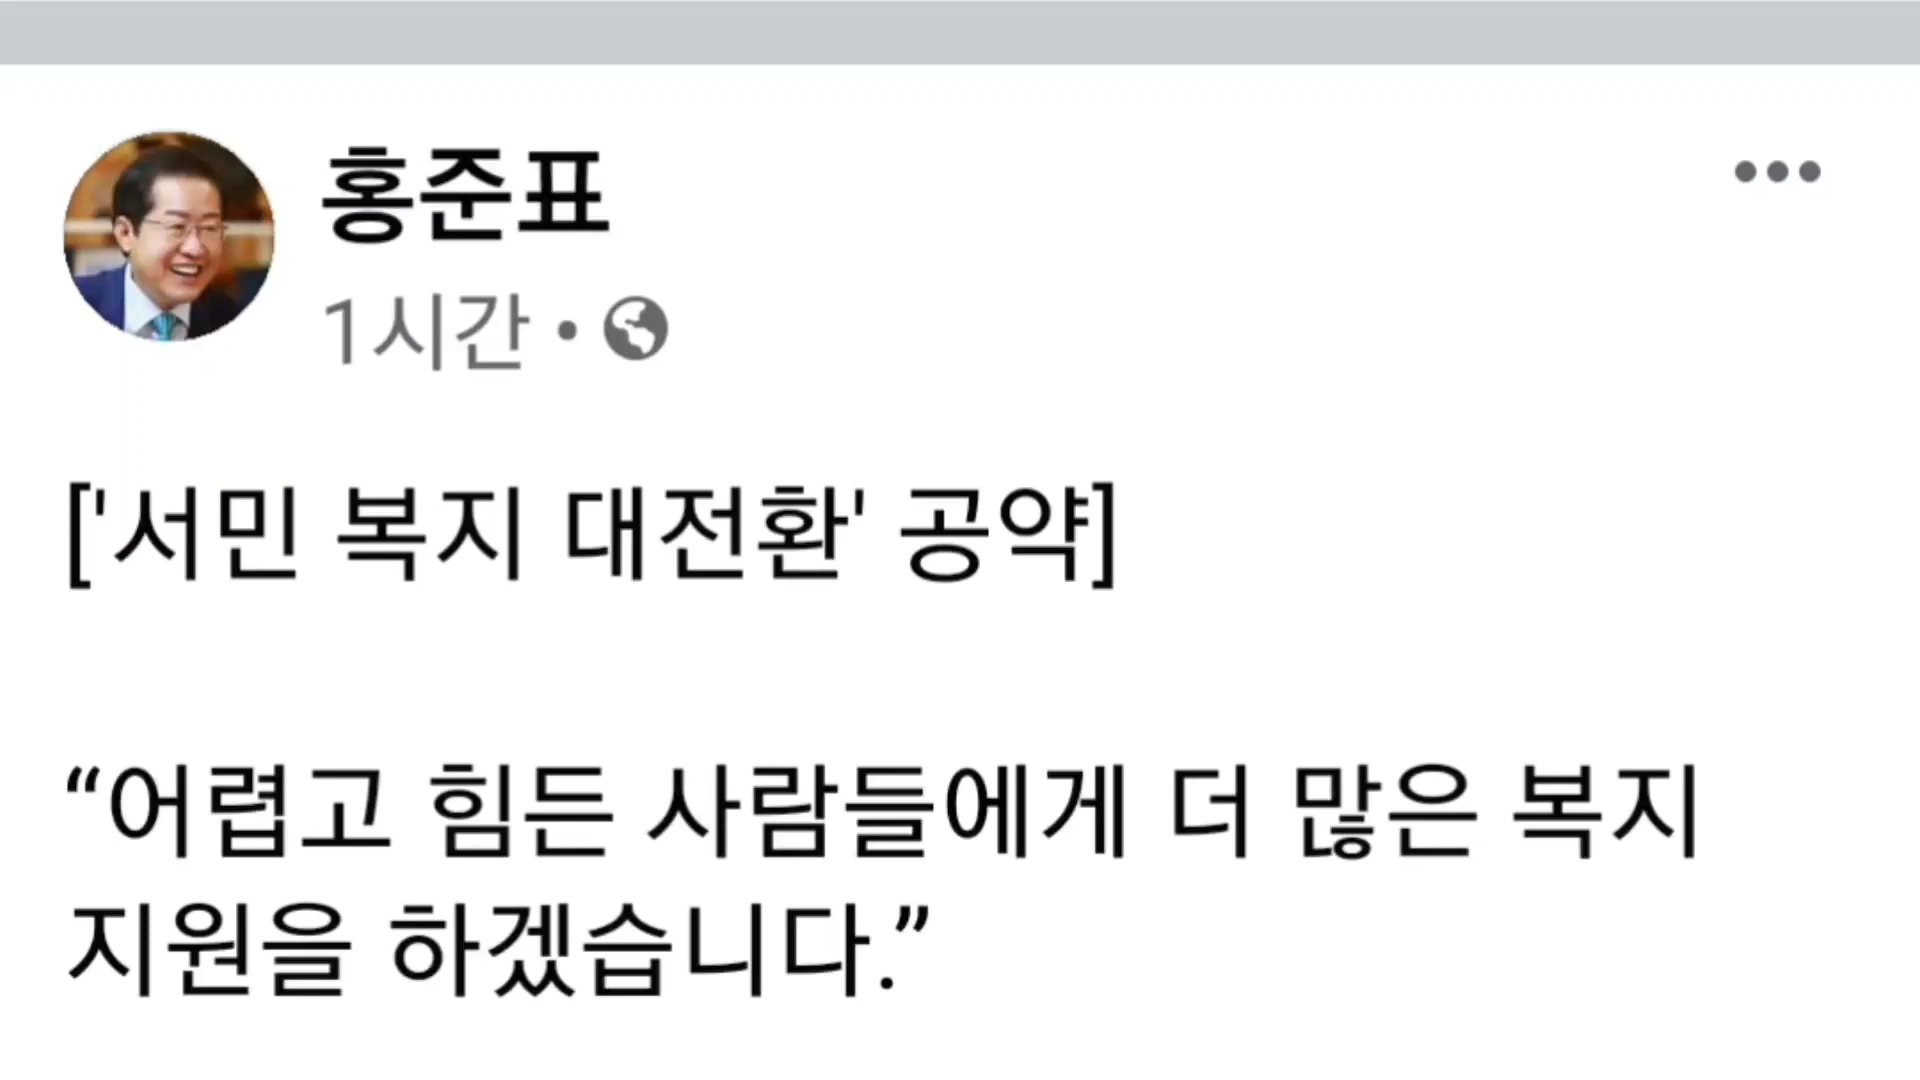 홍준표
1시간 •
['서민 복지 대전환' 공약]
“어렵고 힘든 사람들에게 더 많은 복지
지원을 하겠습니다.”